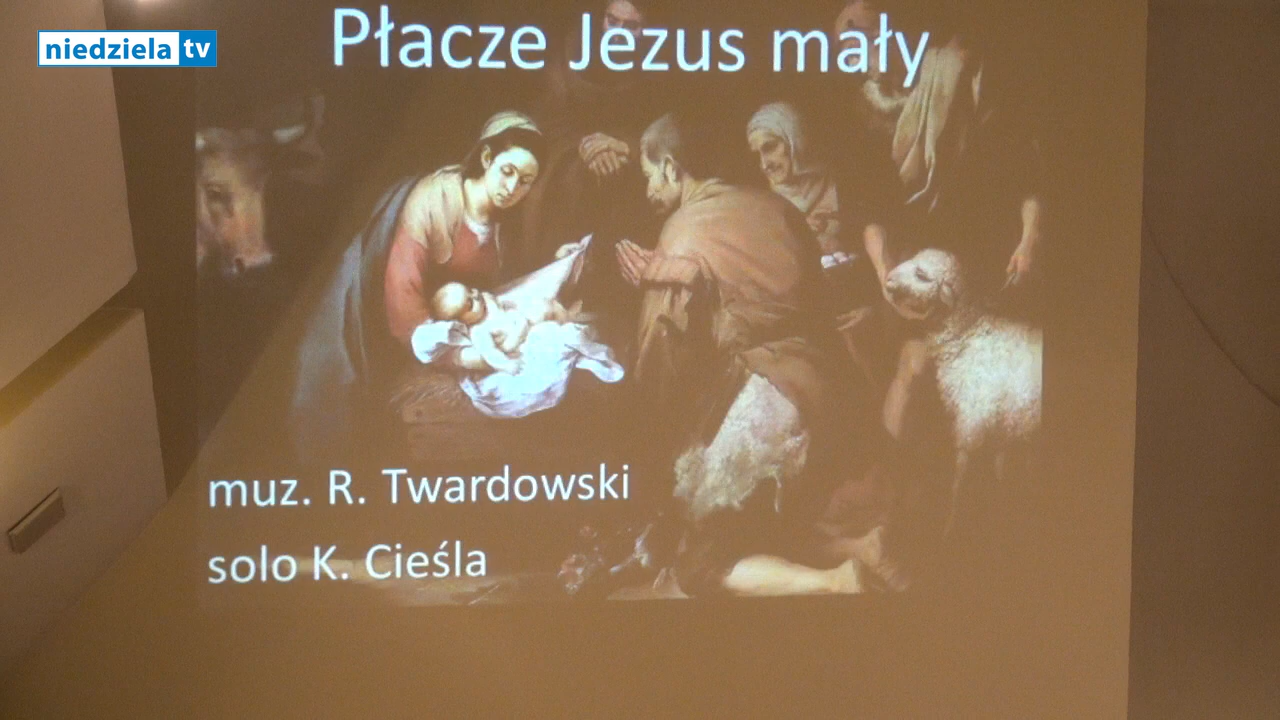 niedziela tv
Płacze Jezus mały
muz. R. Twardowski
solo K. Cieśla